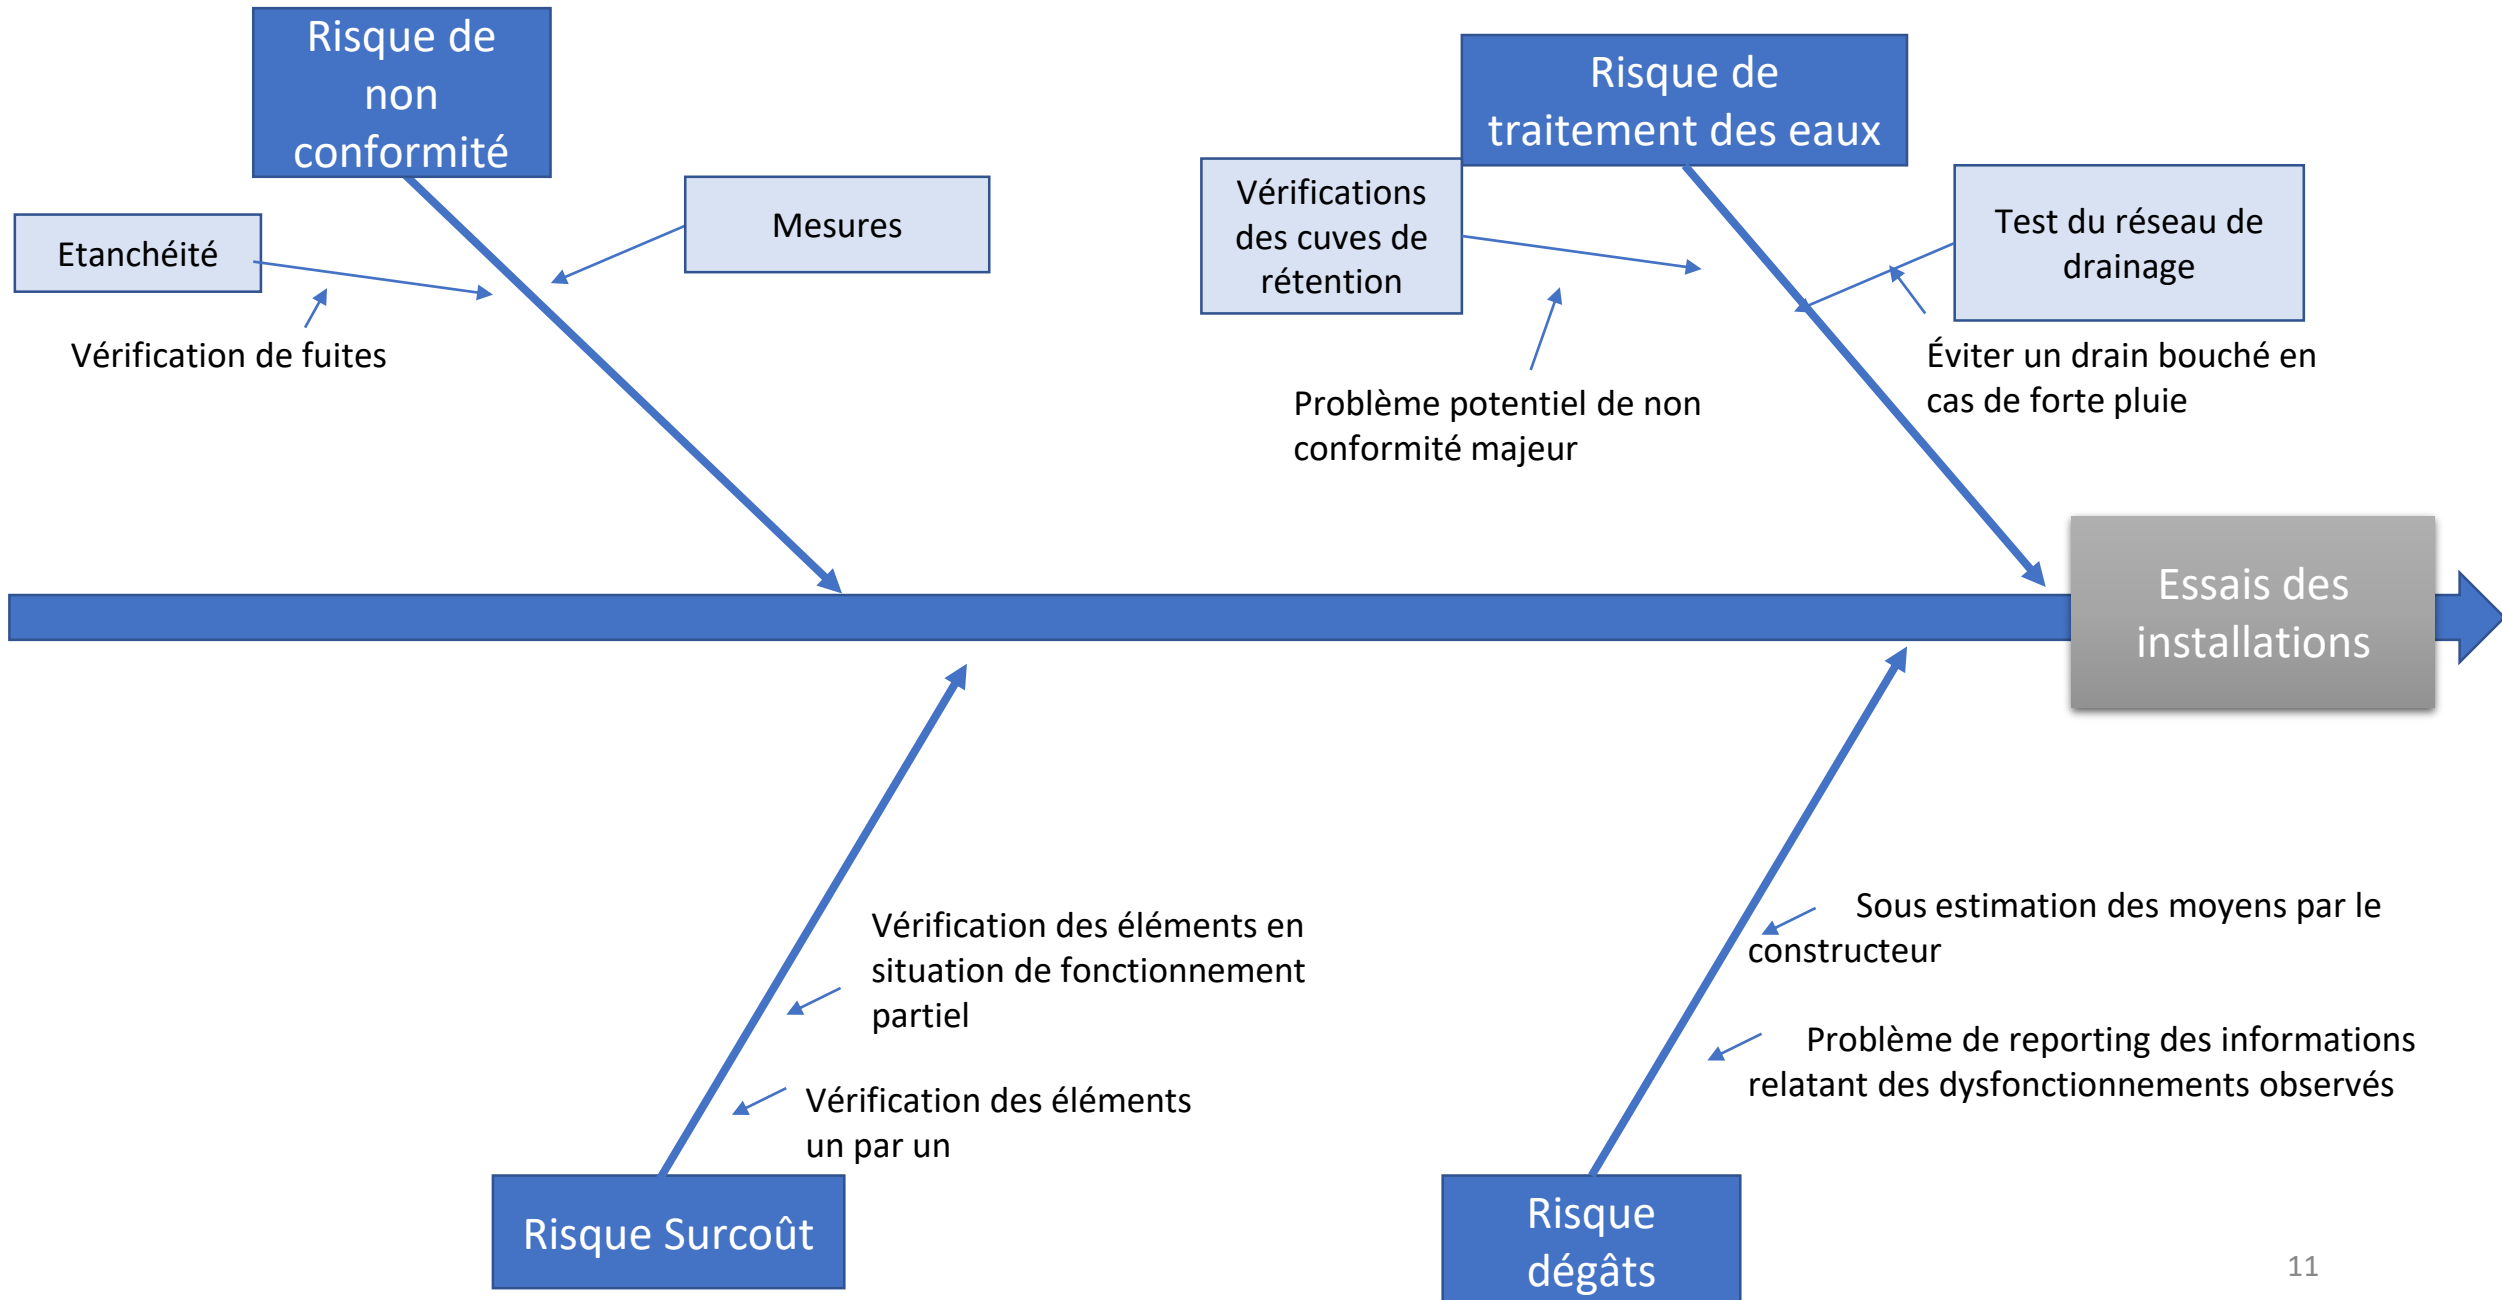 Risque de
non
conformité
Risque de
traitement des eaux
Etanchéité
Mesures
Vérifications
des cuves de
rétention
Test du réseau de
drainage
Vérification de fuites
Problème potentiel de non
conformité majeur
Éviter un drain bouché en
cas de forte pluie
Essais des
installations
Vérification des éléments en
situation de fonctionnement
partiel
Vérification des éléments
un par un
Sous estimation des moyens par le
constructeur
Problème de reporting des informations
relatant des dysfonctionnements observés
Risque Surcoût
Risque
dégâts
11